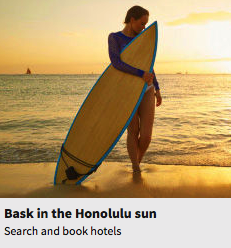 Bask in the Honolulu sun
Search and book hotels